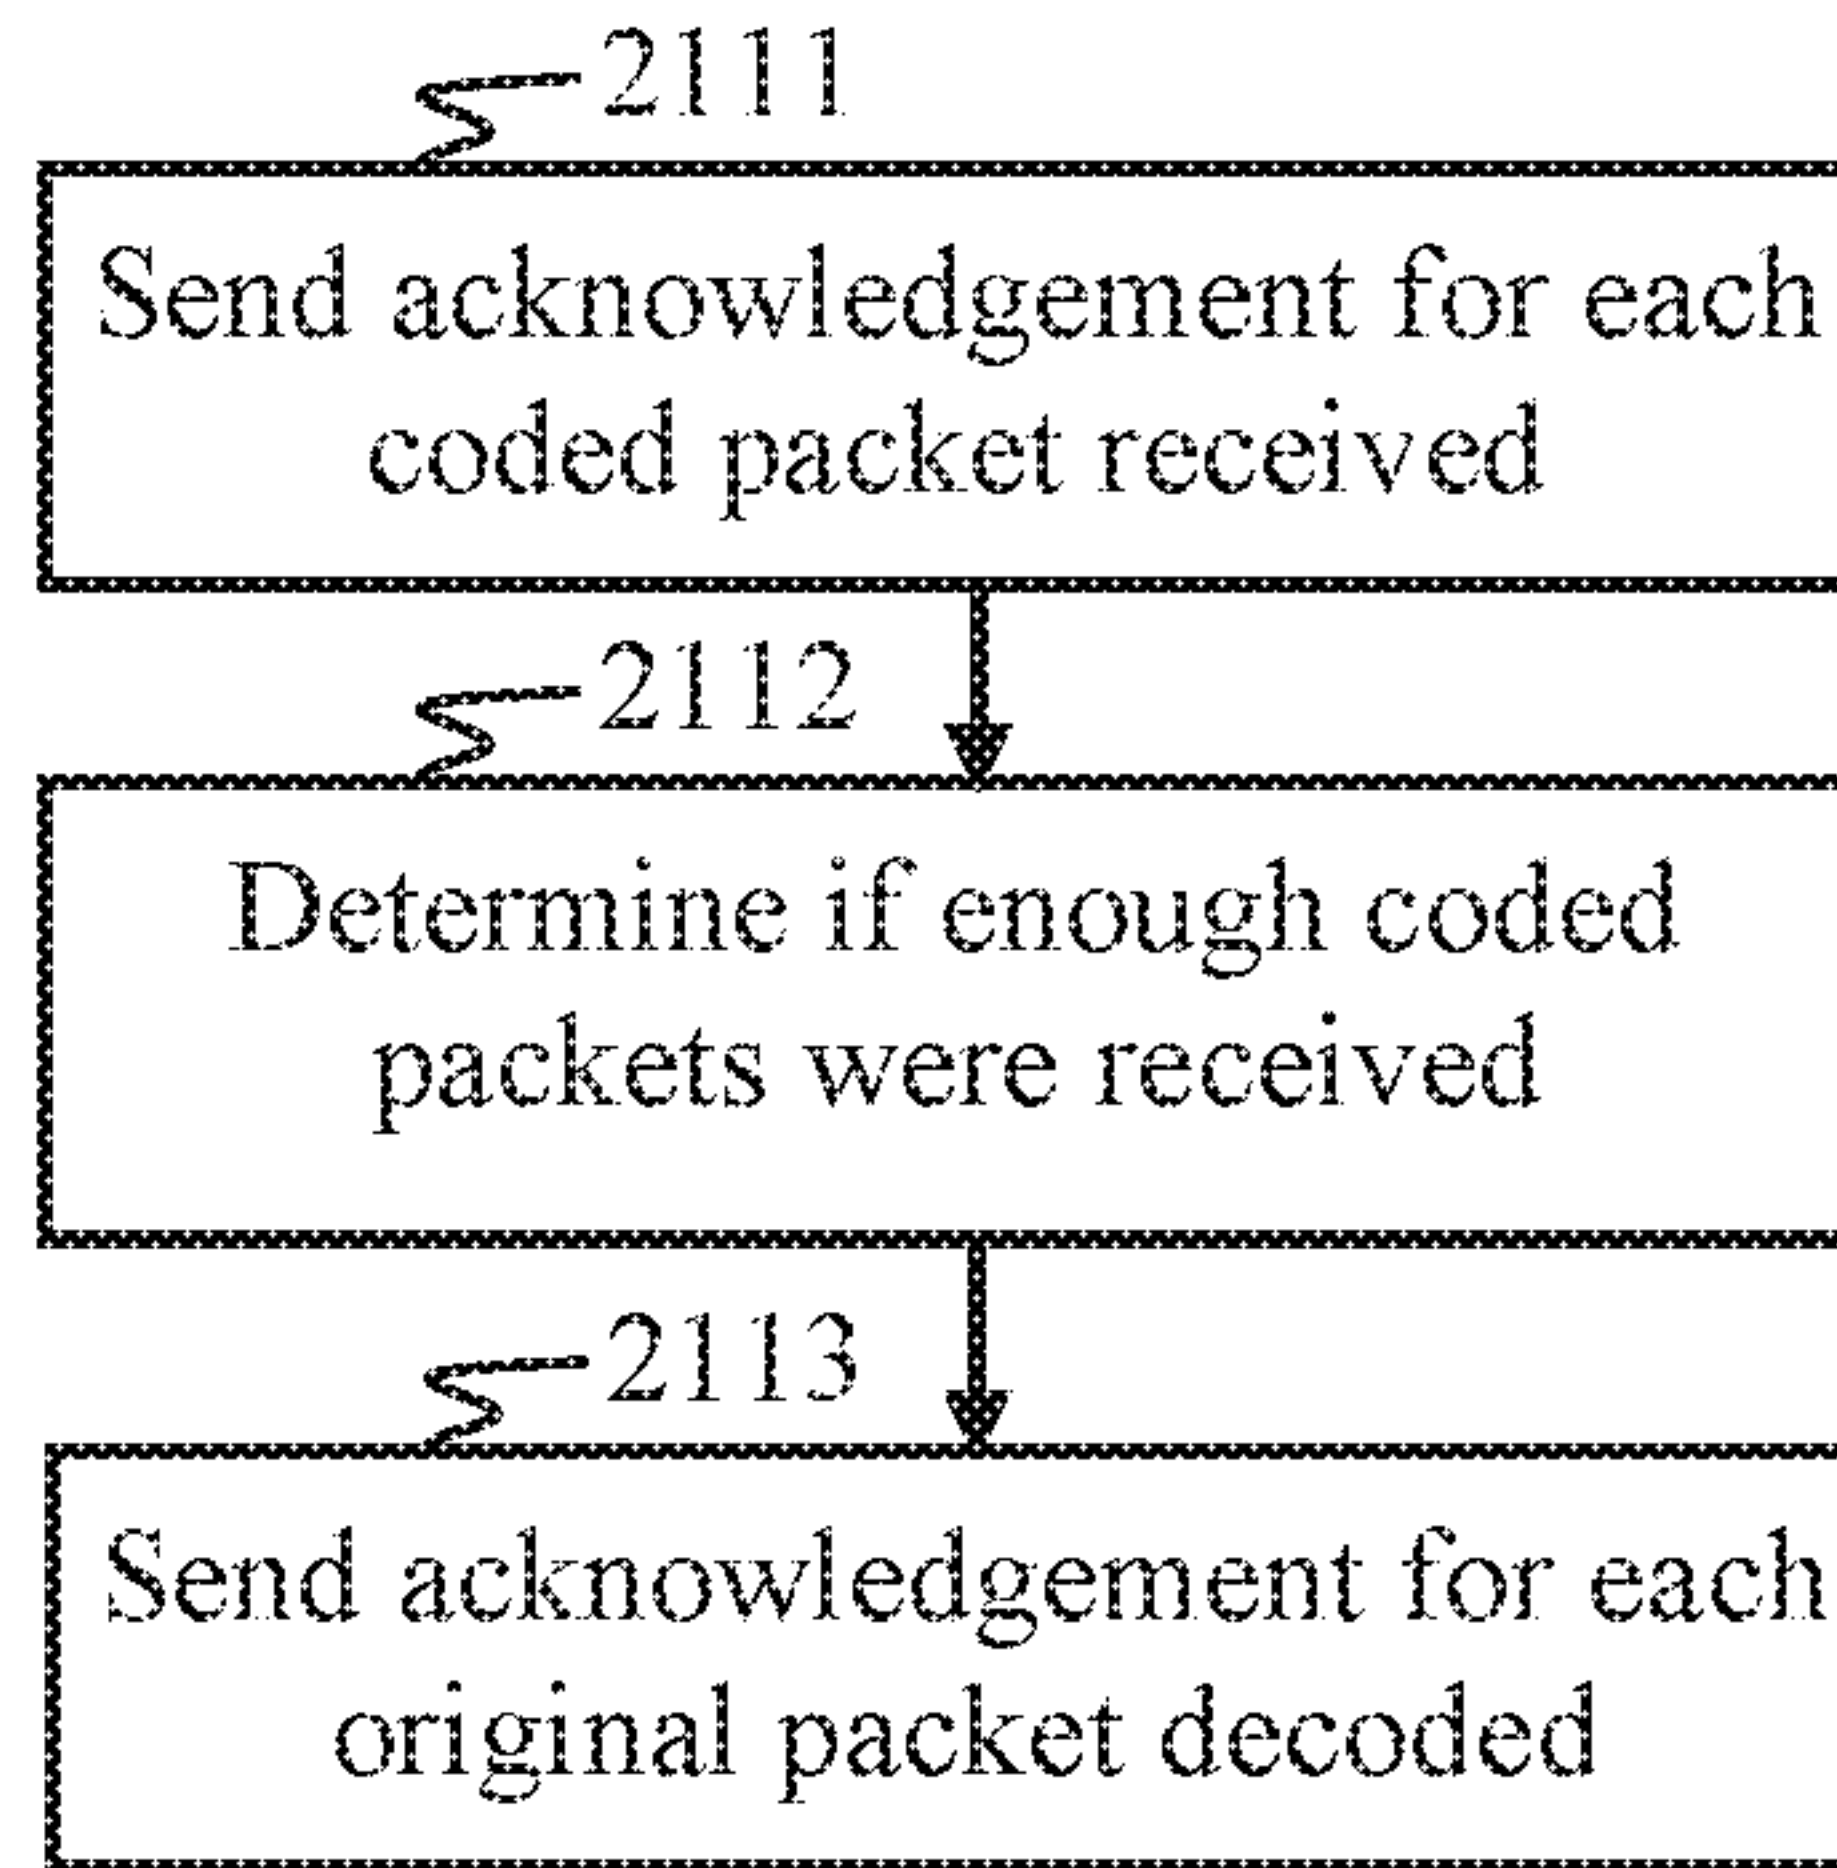 2111
Send acknowledgement for each
coded packet received
2112
Determine if enough coded
packets were received
2113
Send acknowledgement for each
original packet decoded